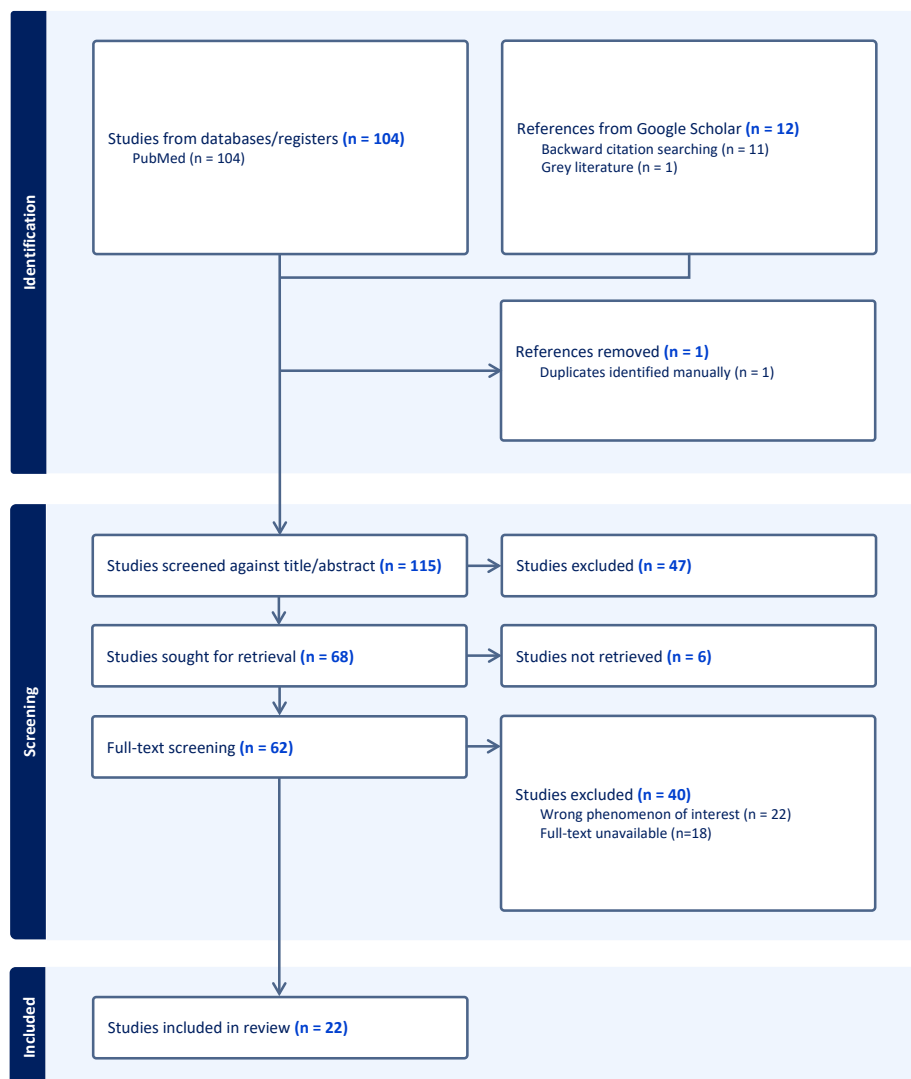 Identification
Studies from databases/registers (n = 104)
PubMed (n = 104)
References from Google Scholar (n = 12)
Backward citation searching (n = 11)
Grey literature (n = 1)
References removed (n = 1)
Duplicates identified manually (n = 1)
Screening
Studies screened against title/abstract (n = 115)
Studies excluded (n = 47)
Studies sought for retrieval (n = 68)
Studies not retrieved (n = 6)
Full-text screening (n = 62)
Studies excluded (n = 40)
Wrong phenomenon of interest (n = 22)
Full-text unavailable (n=18)
Included
Studies included in review (n = 22)